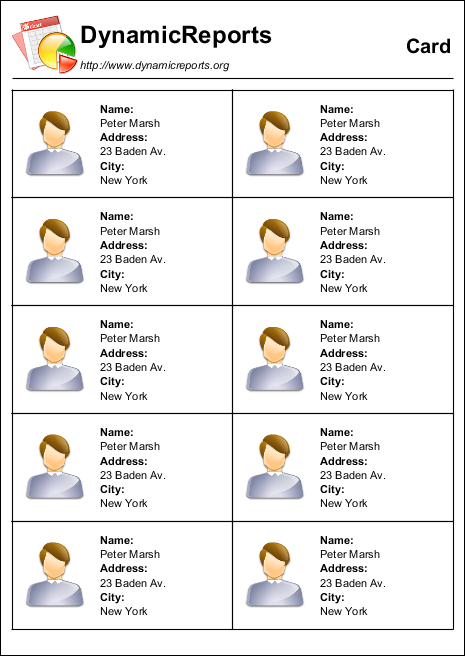 DynamicReports
http://www.dynamicreports.org
Card
Name:
Peter Marsh
Address:
23 Baden Av.
City:
New York
Name:
Peter Marsh
Address:
23 Baden Av.
City:
New York
Name:
Peter Marsh
Address:
23 Baden Av.
City:
New York
Name:
Peter Marsh
Address:
23 Baden Av.
City:
New York
Name:
Peter Marsh
Address:
23 Baden Av.
City:
New York
Name:
Peter Marsh
Address:
23 Baden Av.
City:
New York
Name:
Peter Marsh
Address:
23 Baden Av.
City:
New York
Name:
Peter Marsh
Address:
23 Baden Av.
City:
New York
Name:
Peter Marsh
Address:
23 Baden Av.
City:
New York
Name:
Peter Marsh
Address:
23 Baden Av.
City:
New York